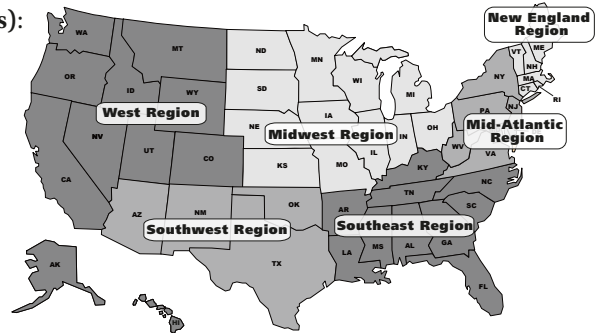 s):
New England
Region
WA
MT
ND
MN
VT
ME
NH
OR
ID
SD
WI
MI
NY
MA
CT
RI
WY
West Region
IA
PA
NJ
NE
Midwest Region
Mid-Atlantic
Region
NV
UT
CO
KS
MO
IL
IN
OH
WV
VA
CA
KY
NC
TN
AZ
NM
OK
AR
SC
Southwest Region
Southeast Region
TX
LA
MS
AL
GA
FL
AK
HI